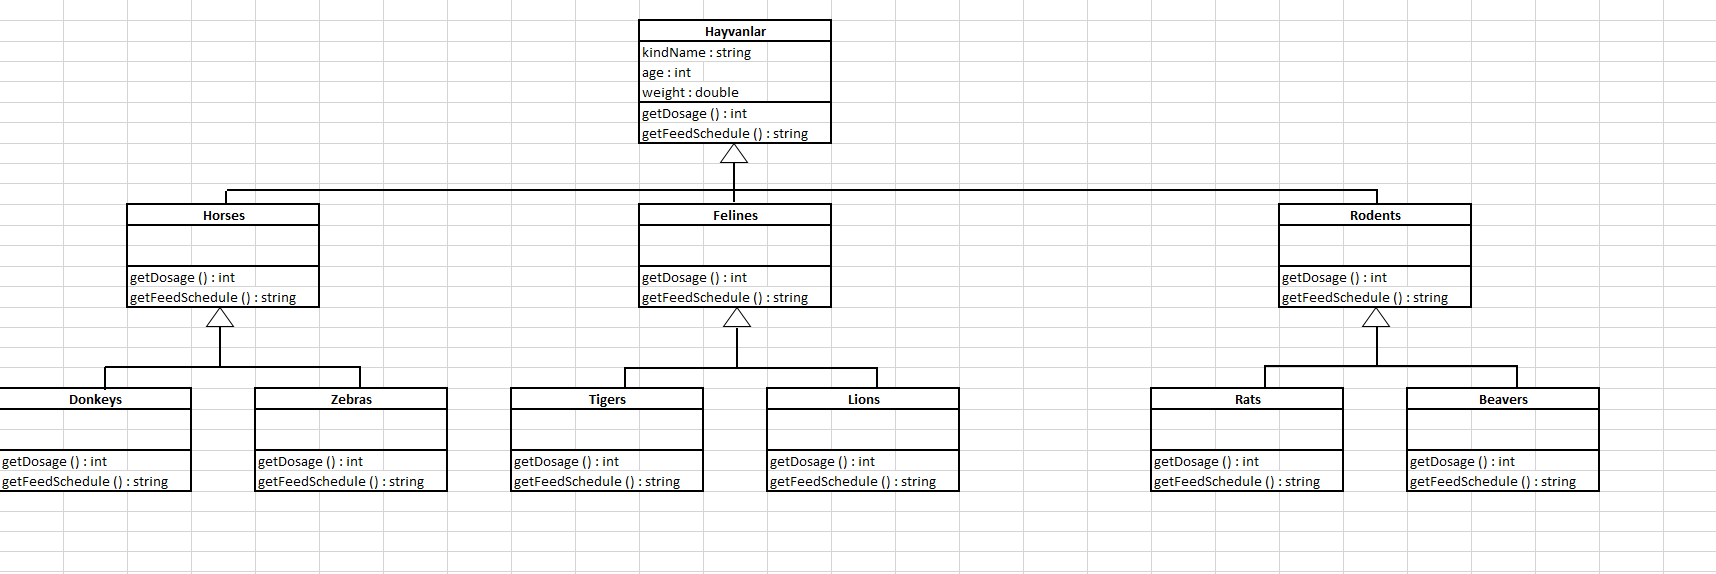 Hayvanlar
kindName : string
age : int
weight : double
getDosage () : int
getFeedSchedule () : string
Horses
getDosage () : int
getFeedSchedule () : string
Felines
getDosage () : int
getFeedSchedule () : string
Rodents
getDosage () : int
getFeedSchedule () : string
Donkeys
getDosage () : int
getFeedSchedule () : string
Zebras
getDosage () : int
getFeedSchedule () : string
Tigers
getDosage () : int
getFeedSchedule () : string
Lions
getDosage () : int
getFeedSchedule () : string
Rats
getDosage () : int
getFeedSchedule () : string
Beavers
getDosage () : int
getFeedSchedule () : string